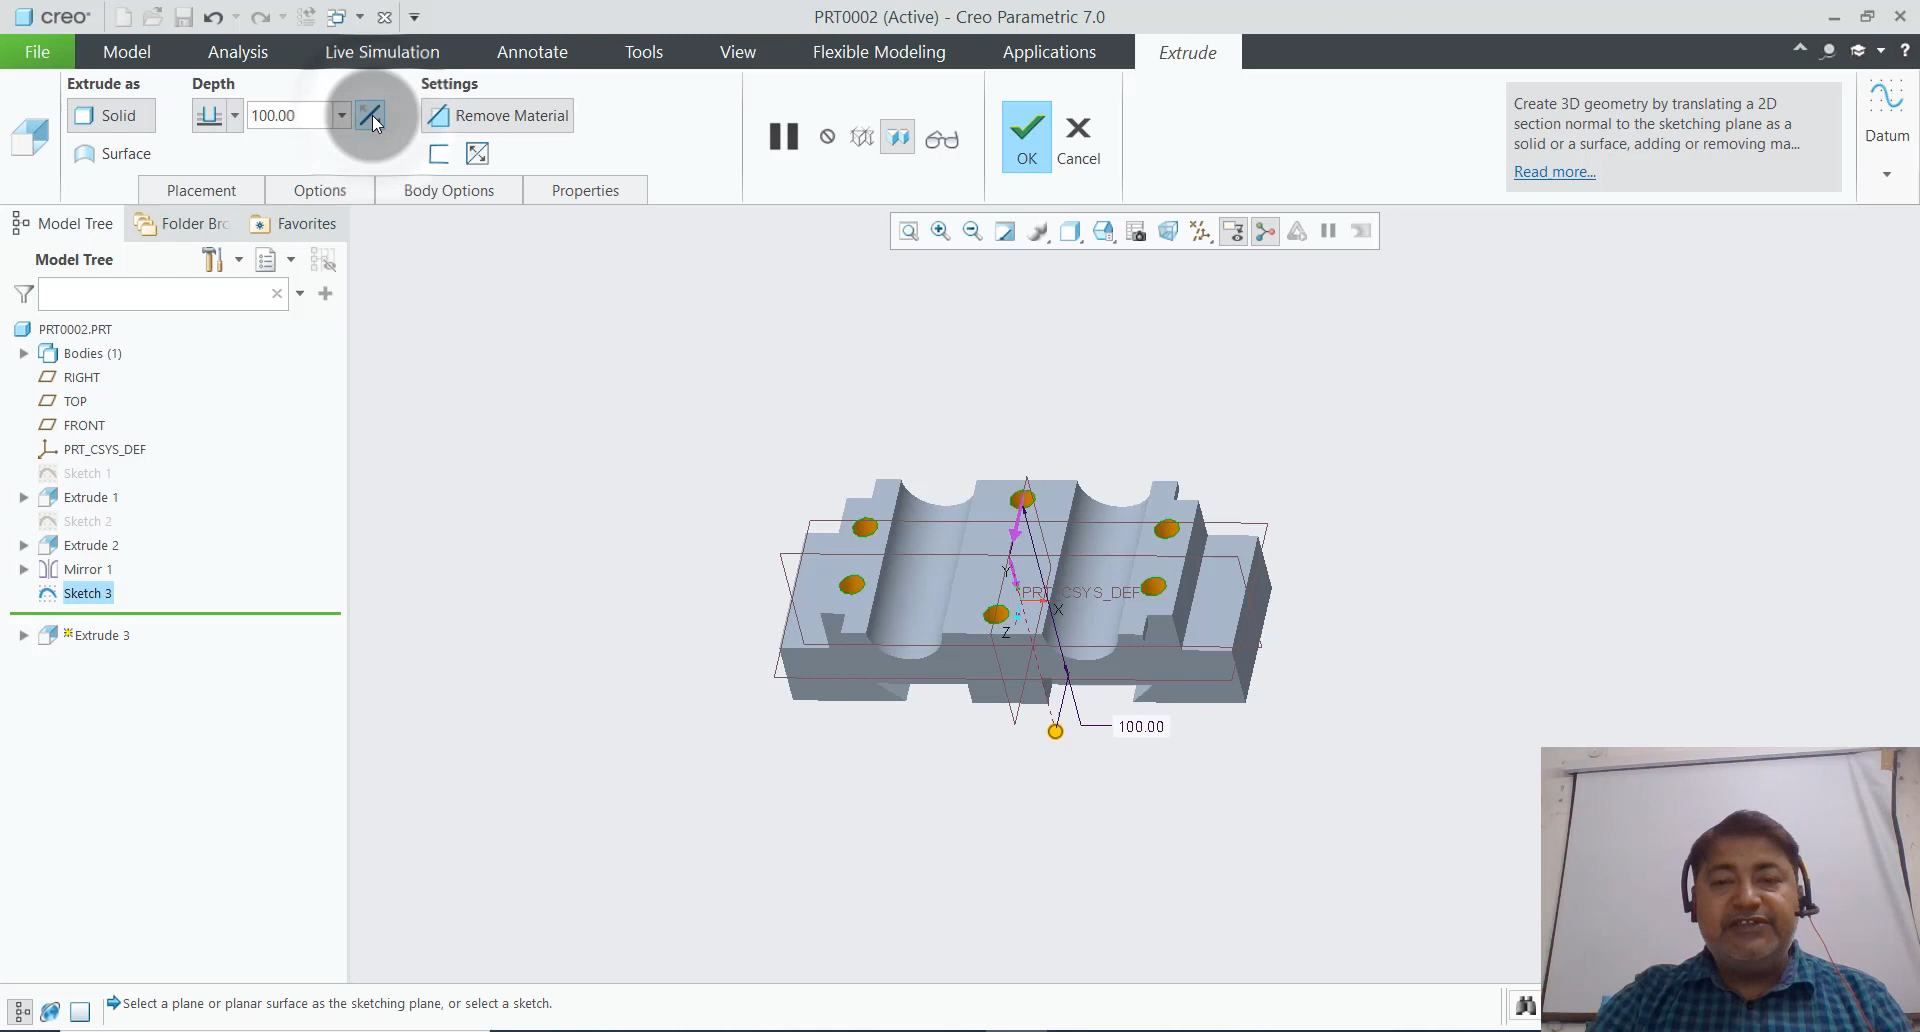 creo
PRT0002 (Active) - Creo Parametric 7.0
File
Model
Analysis
Live Simulation
Annotate
Tools
View
Flexible Modeling
Applications
Extrude
Extrude as
Depth
Settings
Solid
100.00
Remove Material
Surface
OK
Cancel
Create 3D geometry by translating a 2D
section normal to the sketching plane as a
solid or a surface, adding or removing ma...
Read more...
Datum
Placement
Options
Body Options
Properties
Model Tree
Folder Bro
Favorites
Model Tree
PRT0002.PRT
Bodies (1)
RIGHT
TOP
FRONT
PRT_CSYS_DEF
Sketch 1
Extrude 1
Sketch 2
Extrude 2
Mirror 1
Sketch 3
Extrude 3
Y
PRT_CSYS_DEF
X
Z
100.00
Select a plane or planar surface as the sketching plane, or select a sketch.